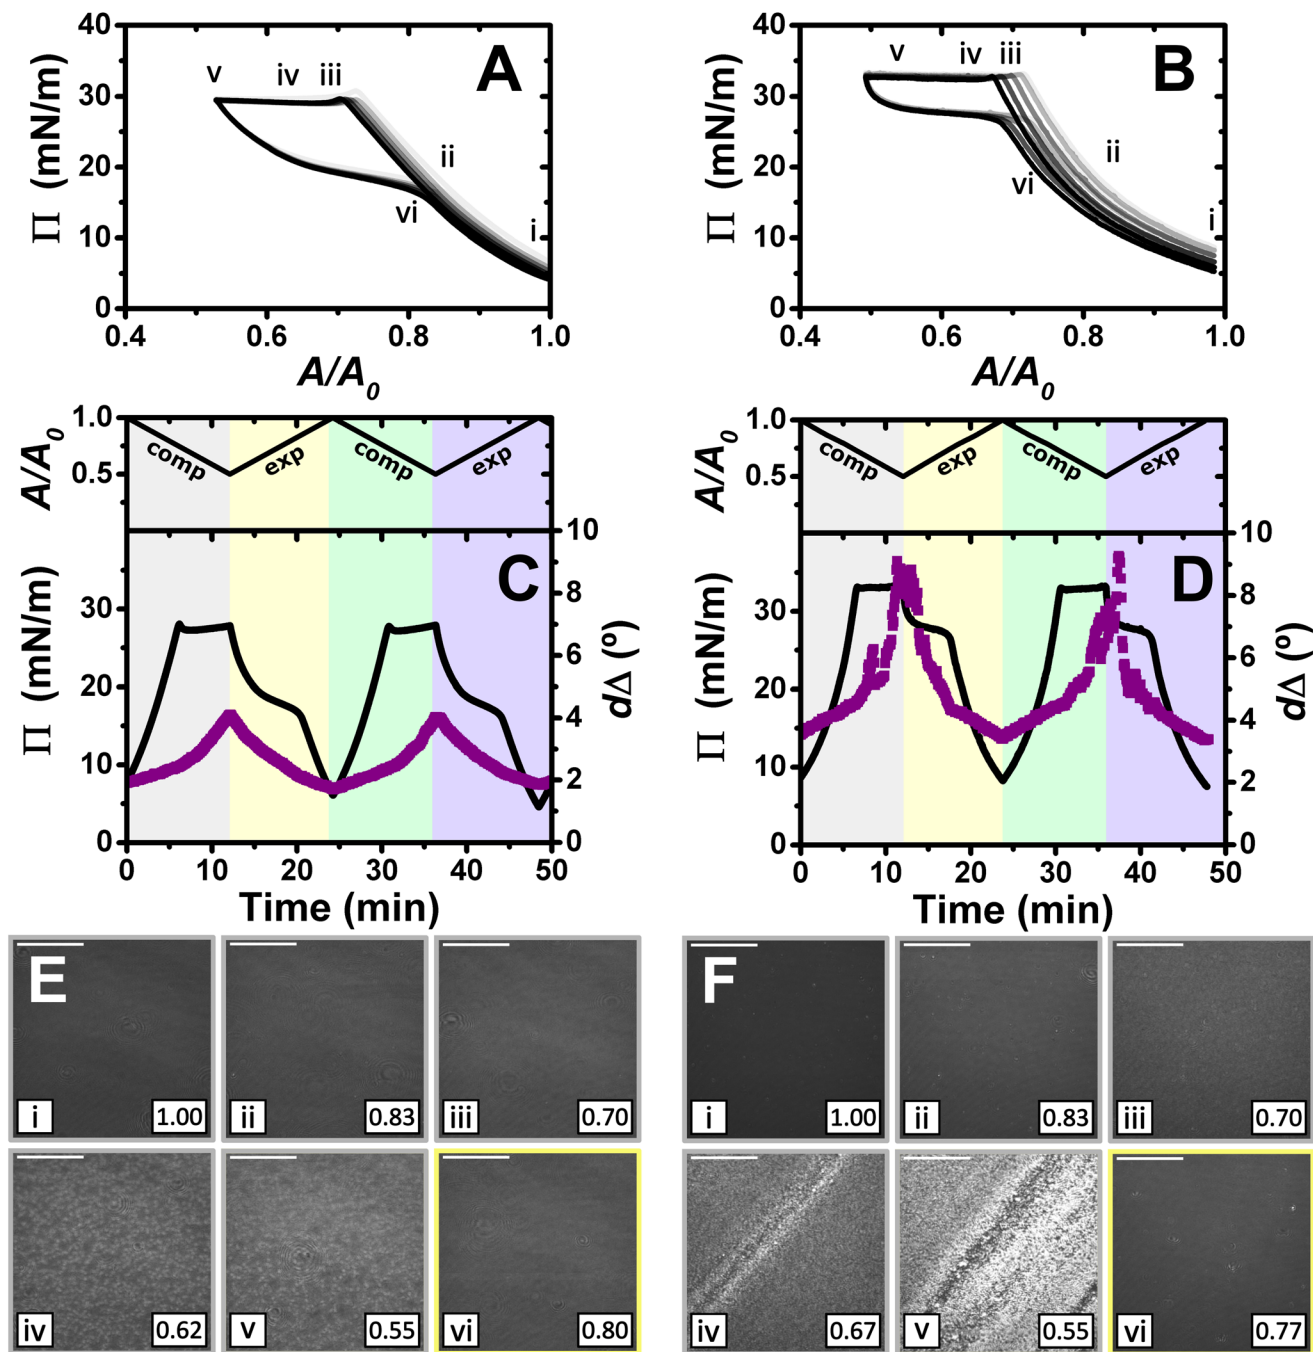 A
B
40
30
20
10
0
Π (mN/m)
v
iv
iii
ii
vi
i
0.4
0.6
0.8
1.0
A/A0
40
30
20
10
0
Π (mN/m)
v
iv
iii
ii
vi
i
0.4
0.6
0.8
1.0
A/A0
1.0
0.5
A/A0
comp
exp
comp
exp
C
30
20
10
0
Π (mN/m)
10
8
6
4
2
0
dΔ (º)
0
10
20
30
40
50
Time (min)
1.0
0.5
A/A0
comp
exp
comp
exp
D
30
20
10
0
Π (mN/m)
10
8
6
4
2
0
dΔ (º)
0
10
20
30
40
50
Time (min)
E
i
1.00
ii
0.83
iii
0.70
iv
0.62
v
0.55
vi
0.80
F
i
1.00
ii
0.83
iii
0.70
iv
0.67
v
0.55
vi
0.77